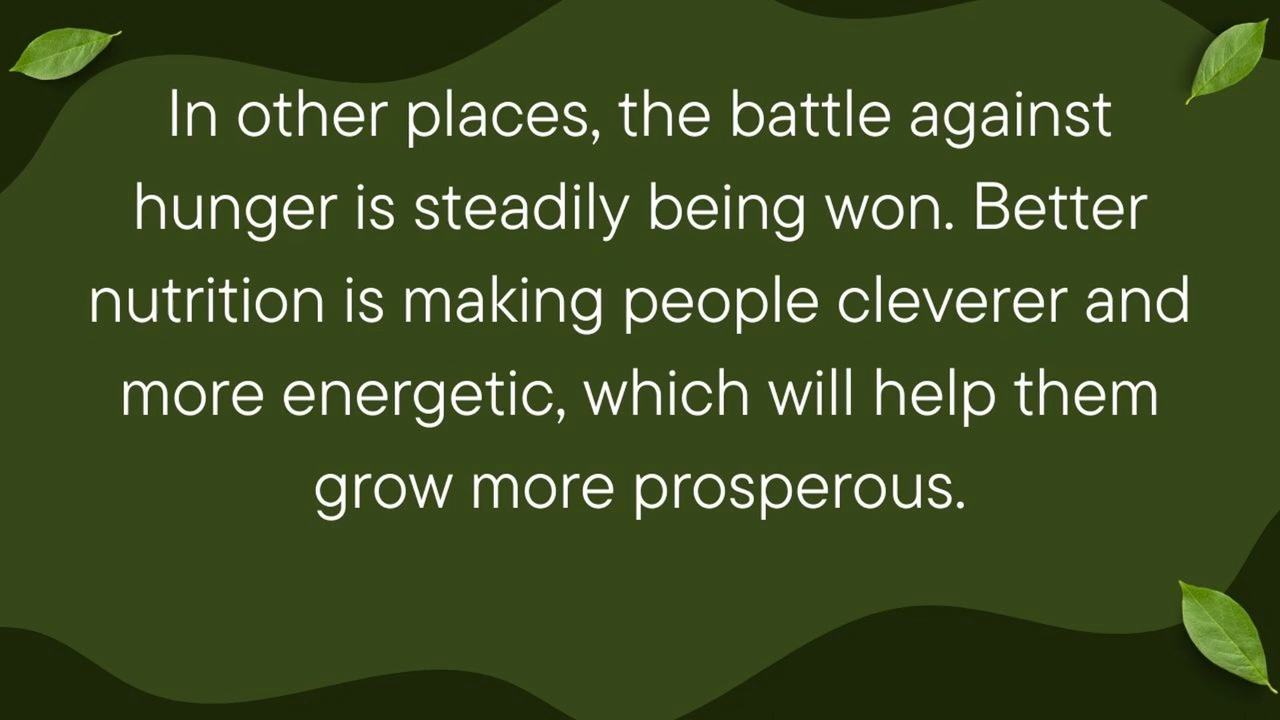 In other places, the battle against
hunger is steadily being won. Better
nutrition is making people cleverer and
more energetic, which will help them
grow more prosperous.